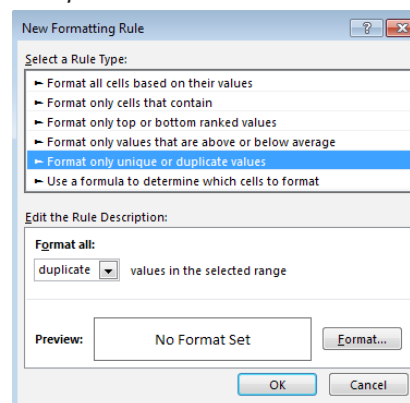 New Formatting Rule ?
Select a Rule Type:
► Format all cells based on their values
► Format only cells that contain
► Format only top or bottom ranked values
► Format only values that are above or below average
► Format only unique or duplicate values
► Use a formula to determine which cells to format
Edit the Rule Description:
Format all:
duplicate values in the selected range
Preview: No Format Set Format...
OK Cancel